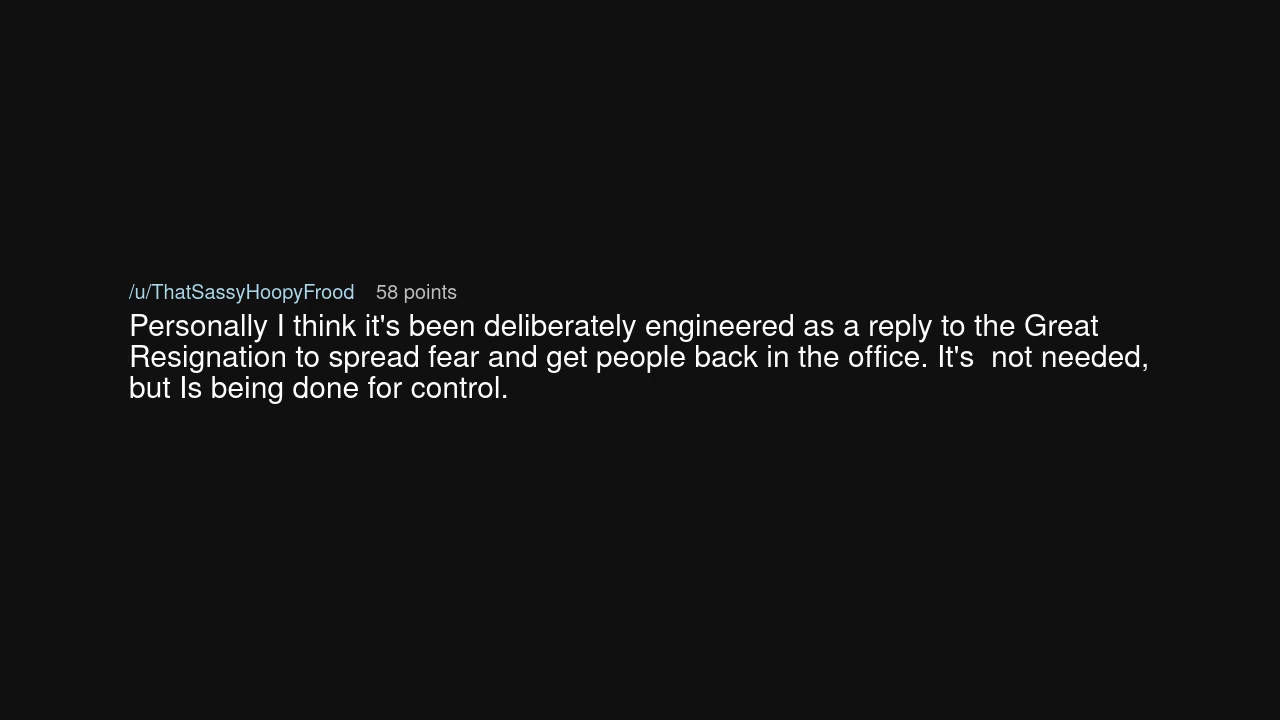 /u/ThatSassyHoopyFrood 58 points
Personally I think it's been deliberately engineered as a reply to the Great
Resignation to spread fear and get people back in the office. It's  not needed,
but Is being done for control.